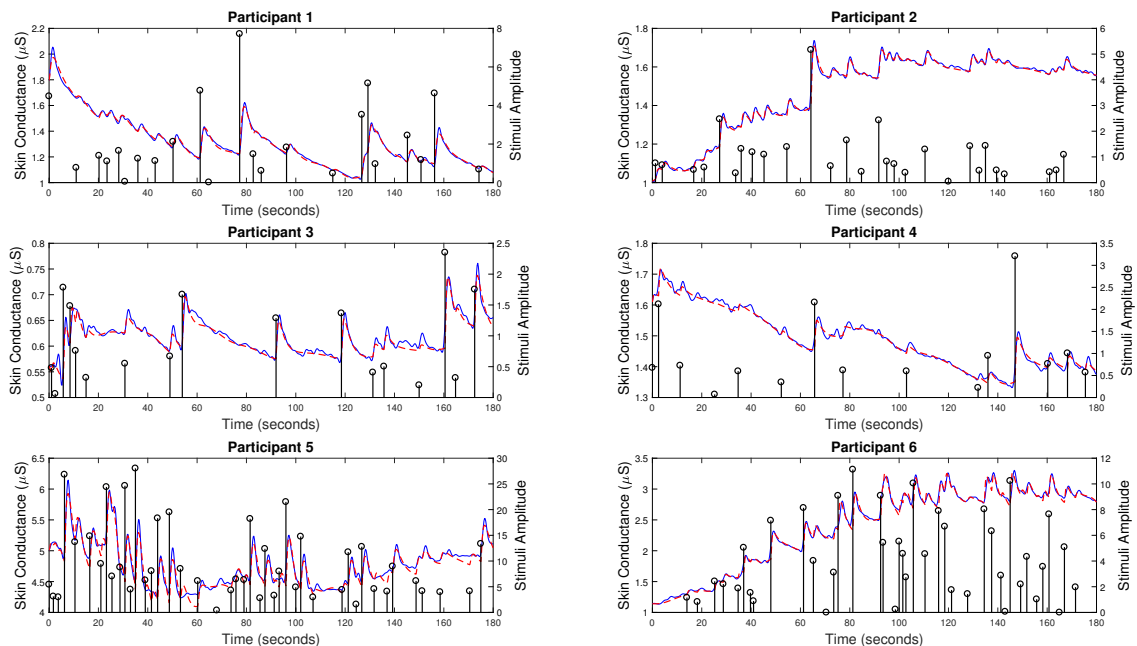 Participant 1
Skin Conductance (μS)
2.2
2
1.8
1.6
1.4
1.2
1
8
6
4
2
0
Stimuli Amplitude
0 20 40 60 80 100 120 140 160 180
Time (seconds)
Participant 2
Skin Conductance (μS)
1.8
1.6
1.4
1.2
1
6
5
4
3
2
1
0
Stimuli Amplitude
0 20 40 60 80 100 120 140 160 180
Time (seconds)
Participant 3
Skin Conductance (μS)
0.8
0.75
0.7
0.65
0.6
0.55
0.5
2.5
2
1.5
1
0.5
0
Stimuli Amplitude
0 20 40 60 80 100 120 140 160 180
Time (seconds)
Participant 4
Skin Conductance (μS)
1.8
1.7
1.6
1.5
1.4
1.3
3.5
3
2.5
2
1.5
1
0.5
0
Stimuli Amplitude
0 20 40 60 80 100 120 140 160 180
Time (seconds)
Participant 5
Skin Conductance (μS)
6.5
6
5.5
5
4.5
4
30
25
20
15
10
5
0
Stimuli Amplitude
0 20 40 60 80 100 120 140 160 180
Time (seconds)
Participant 6
Skin Conductance (μS)
3.5
3
2.5
2
1.5
1
12
10
8
6
4
2
0
Stimuli Amplitude
0 20 40 60 80 100 120 140 160 180
Time (seconds)